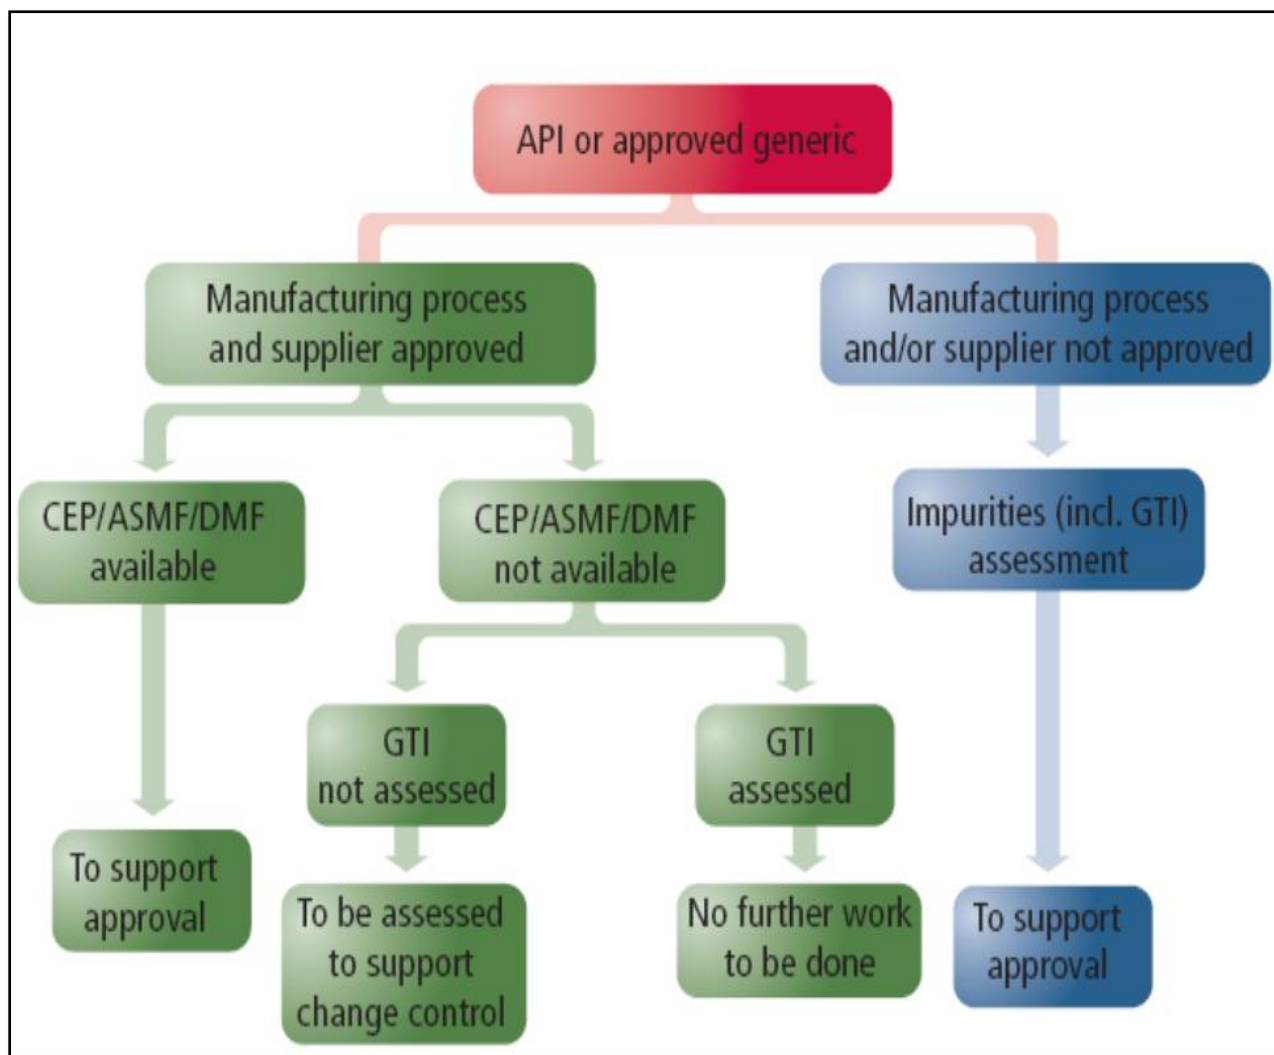 API or approved generic
Manufacturing process
and supplier approved
Manufacturing process
and/or supplier not approved
CEP/ASMF/DMF
available
CEP/ASMF/DMF
not available
Impurities (incl. GTI)
assessment
GTI
not assessed
GTI
assessed
To support
approval
To be assessed
to support
change control
No further work
to be done
To support
approval